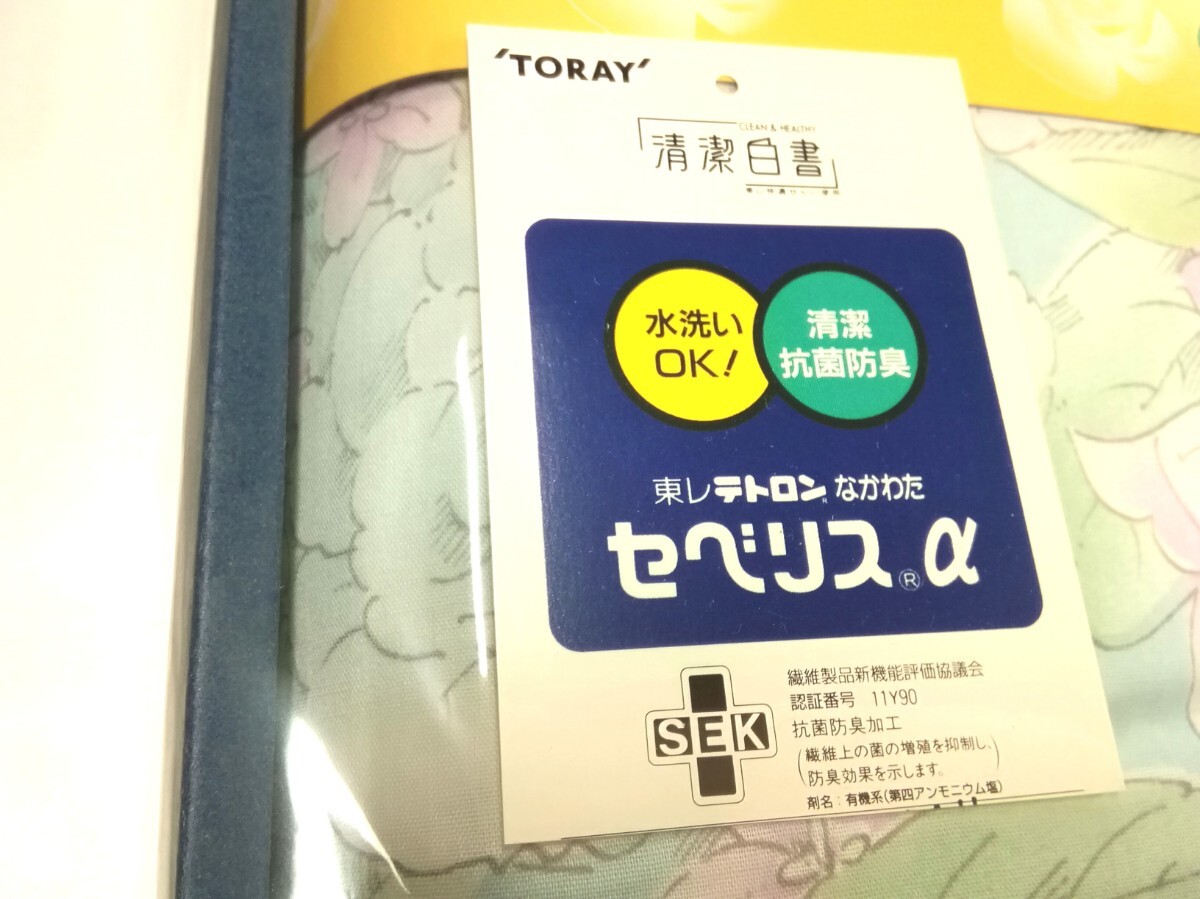 'TORAY'
CLEAN & HEALTHY
「清潔白書」
水洗い
OK!
清潔
抗菌防臭
東レテトロンなかわた
セベリス®α
SEK
繊維製品新機能評価協議会
認証番号 11Y90
抗菌防臭加工
(繊維上の菌の増殖を抑制し、
防臭効果を示します。)
剤名:有機系(第四アンモニウム塩)